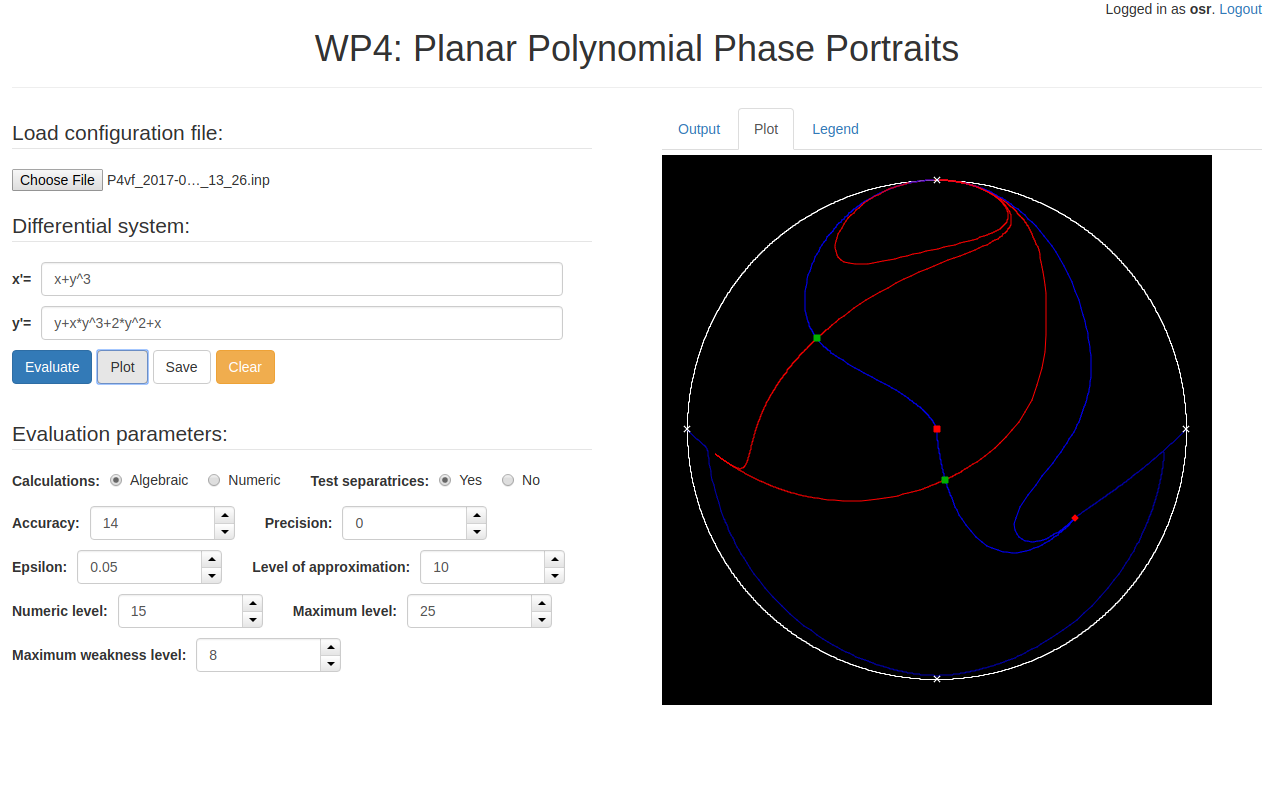 Logged in as osr. Logout
WP4: Planar Polynomial Phase Portraits
Load configuration file:
Choose File P4vf_2017-0…_13_26.inp
Differential system:
x'= x+y^3
y'= y+x*y^3+2*y^2+x
Evaluate Plot Save Clear
Evaluation parameters:
Calculations: Algebraic Numeric Test separatrices: Yes No
Accuracy: 14 Precision: 0
Epsilon: 0.05 Level of approximation: 10
Numeric level: 15 Maximum level: 25
Maximum weakness level: 8
Output Plot Legend